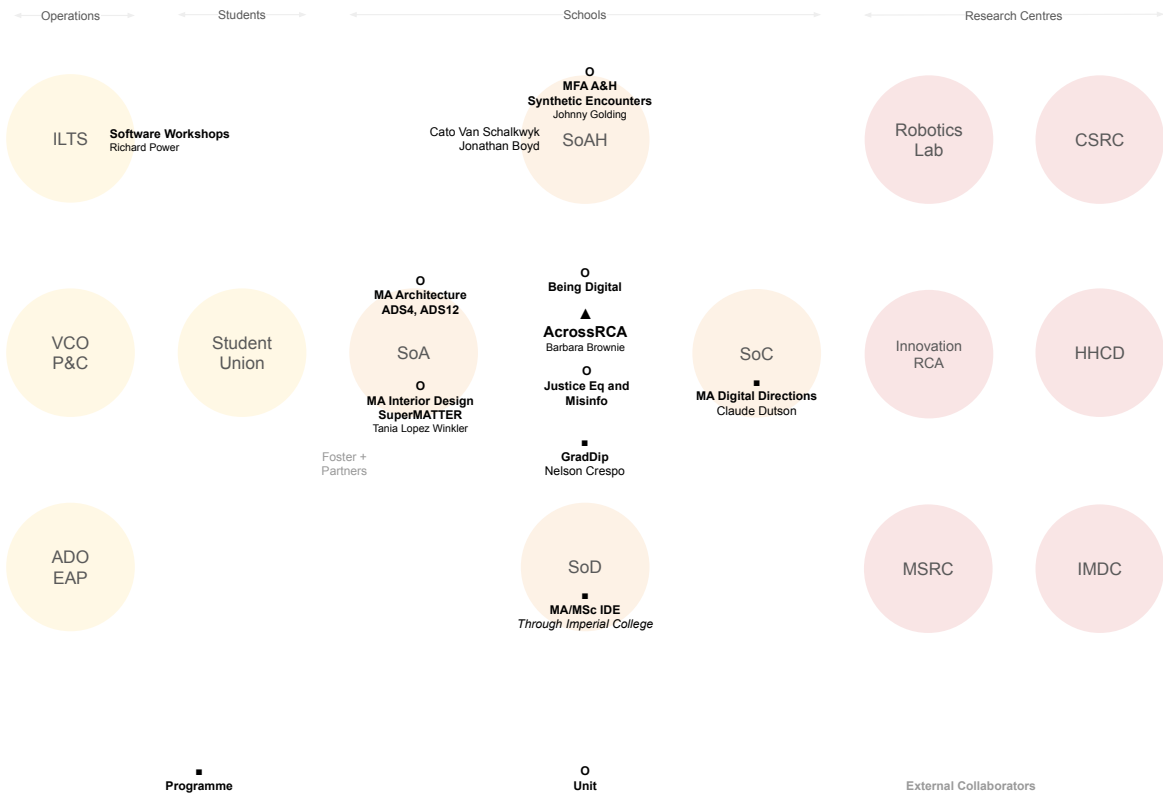 Operations
Students
Schools
Research Centres
O
MFA A&H
Synthetic Encounters
Johnny Golding
ILTS
Software Workshops
Richard Power
Cato Van Schalkwyk
Jonathan Boyd
SoAH
Robotics
Lab
CSRC
O
MA Architecture
ADS4, ADS12
O
Being Digital
VCO
P&C
Student
Union
SoA
▲
AcrossRCA
Barbara Brownie
SoC
Innovation
RCA
HHCD
O
MA Interior Design
SuperMATTER
Tania Lopez Winkler
O
Justice Eq and
Misinfo
■
MA Digital Directions
Claude Dutson
Foster +
Partners
■
GradDip
Nelson Crespo
ADO
EAP
SoD
■
MA/MSc IDE
Through Imperial College
MSRC
IMDC
■
Programme
O
Unit
External Collaborators